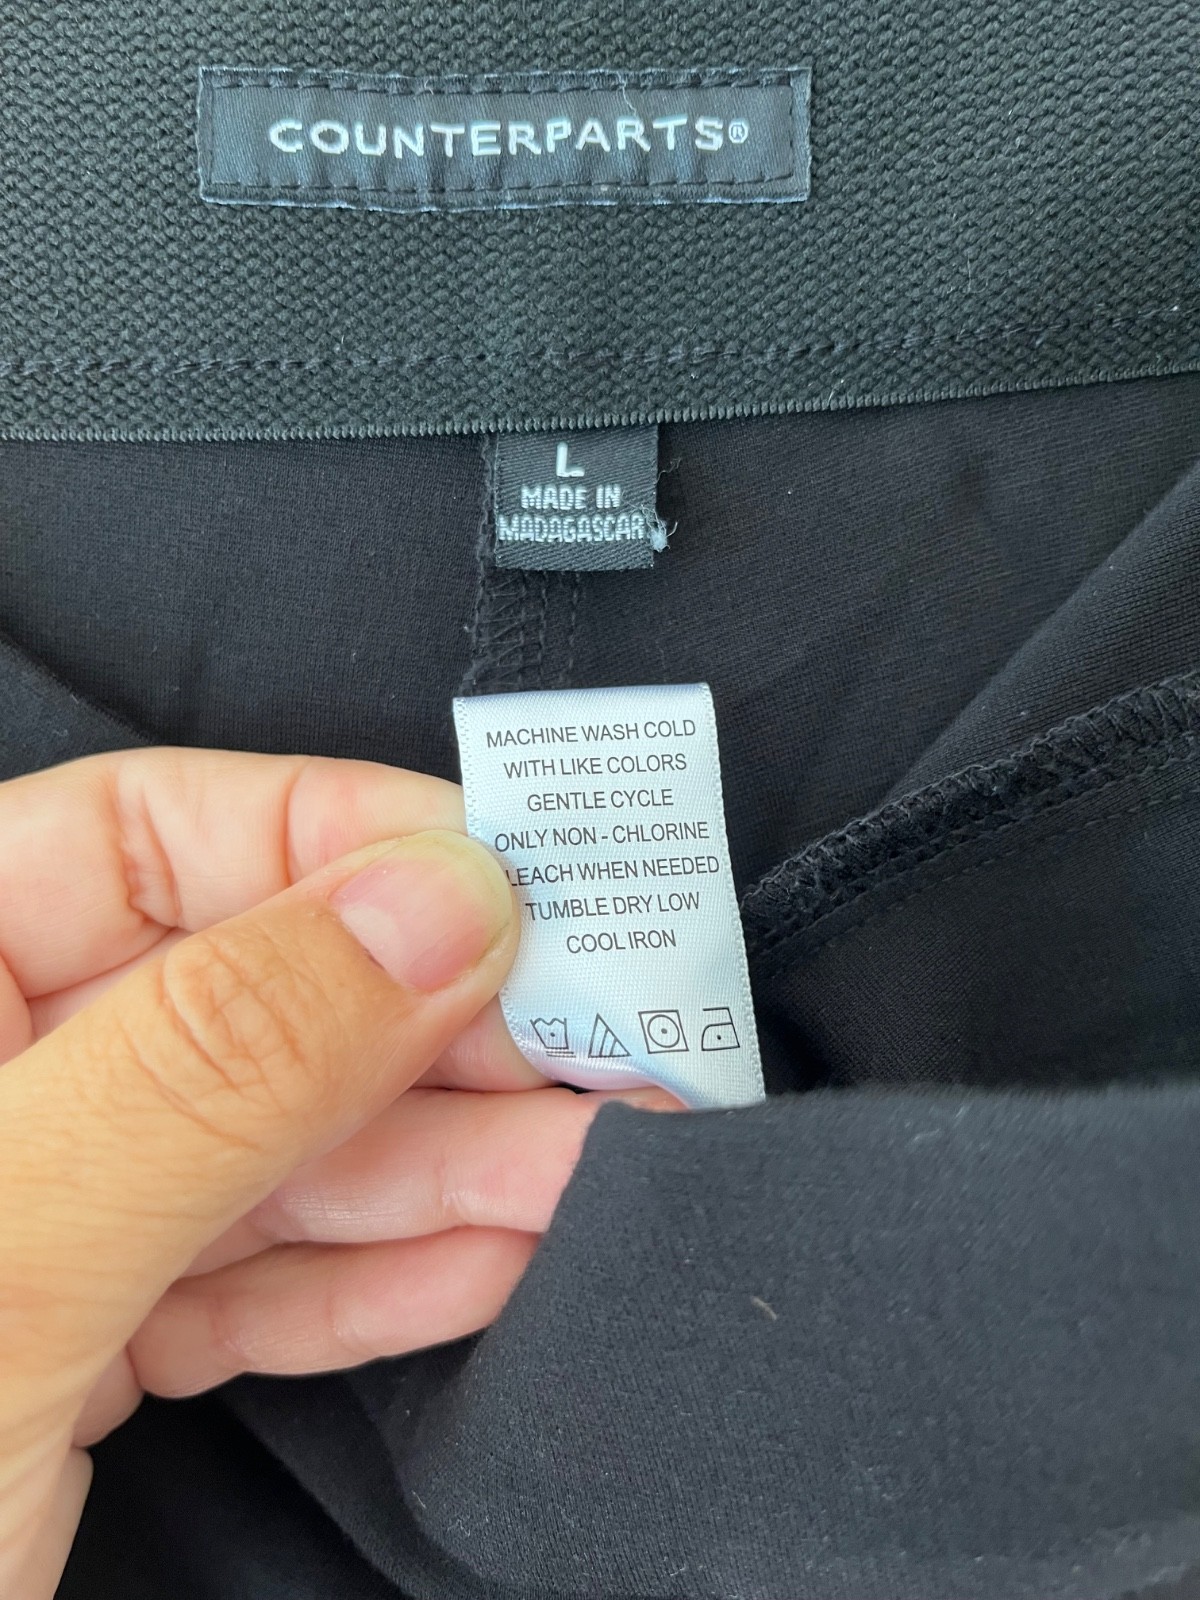 COUNTERPARTS®
L
MADE IN
MADAGASCAR
MACHINE WASH COLD
WITH LIKE COLORS
GENTLE CYCLE
ONLY NON - CHLORINE
LEACH WHEN NEEDED
TUMBLE DRY LOW
COOL IRON